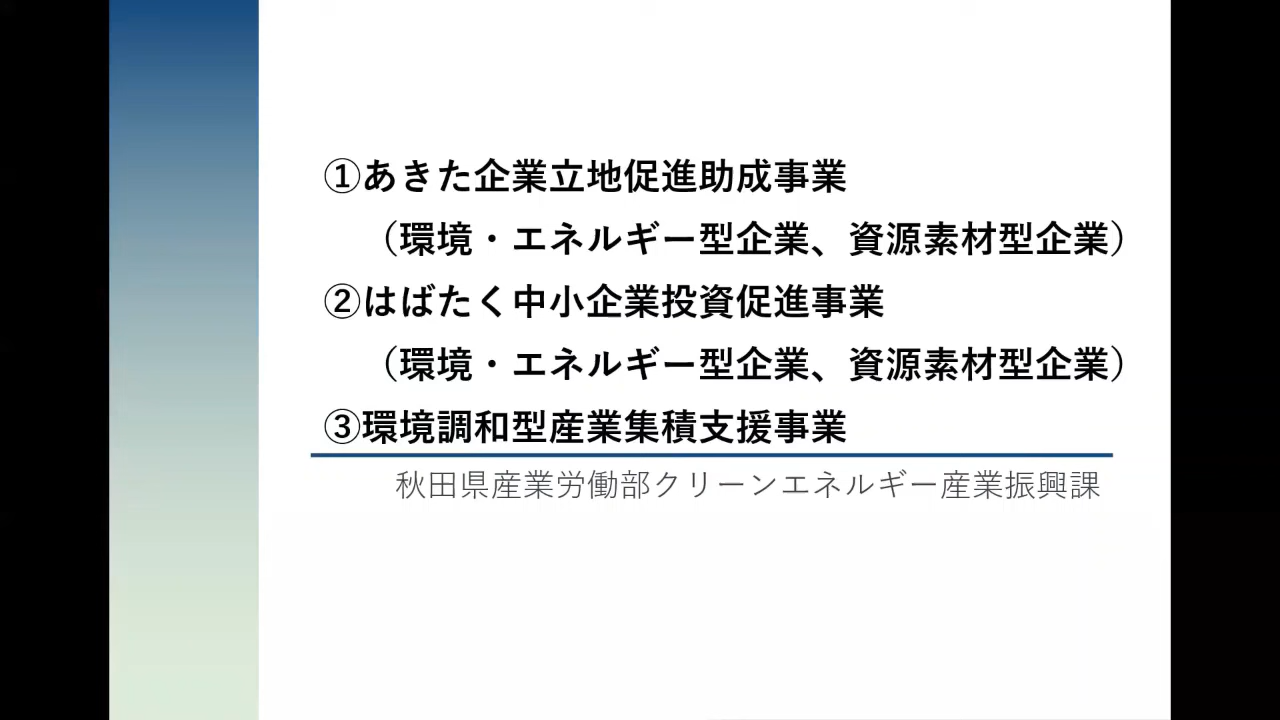 ①あきた企業立地促進助成事業
（環境・エネルギー型企業、資源素材型企業）
②はばたく中小企業投資促進事業
（環境・エネルギー型企業、資源素材型企業）
③環境調和型産業集積支援事業
秋田県産業労働部クリーンエネルギー産業振興課